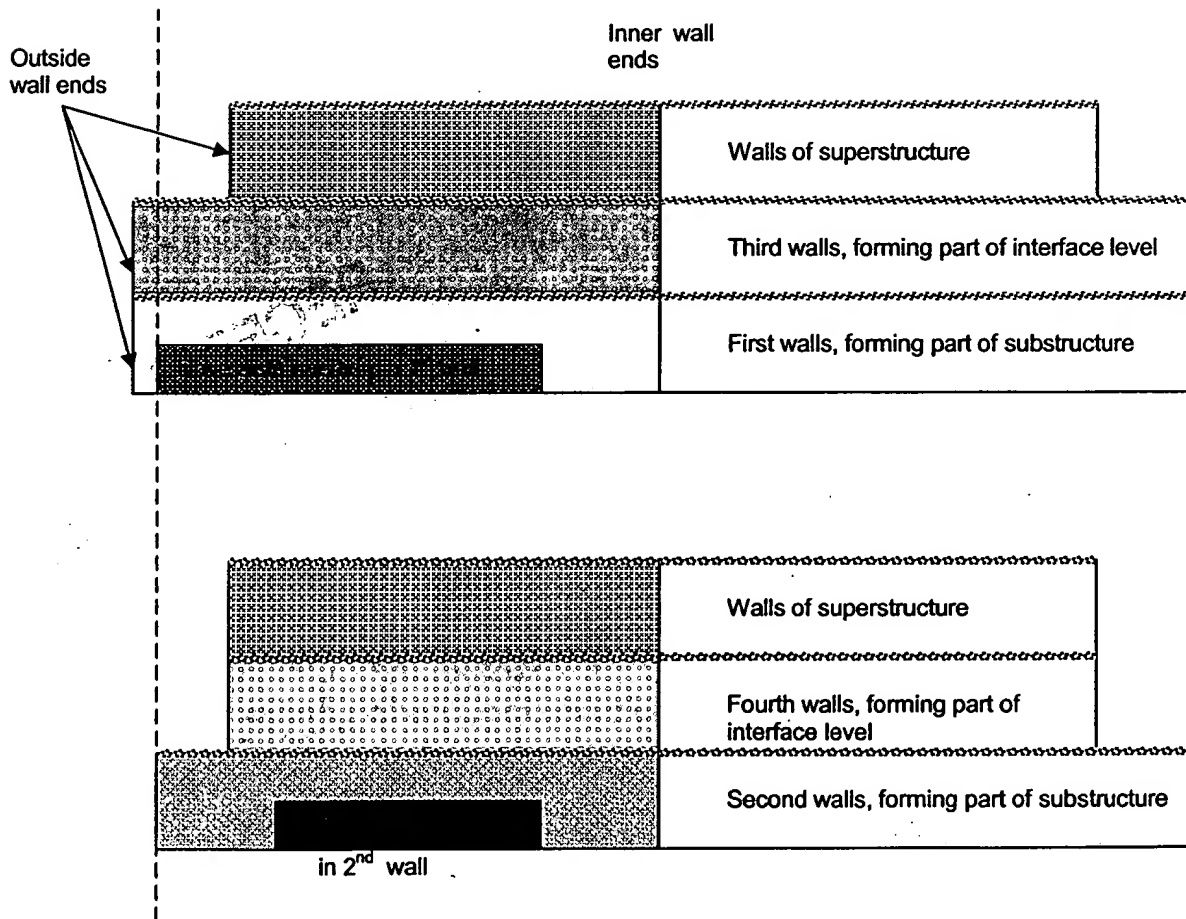 Outside
wall ends
Inner wall
ends
Walls of superstructure
Third walls, forming part of interface level
First walls, forming part of substructure
Walls of superstructure
Fourth walls, forming part of
interface level
Second walls, forming part of substructure
in 2nd wall